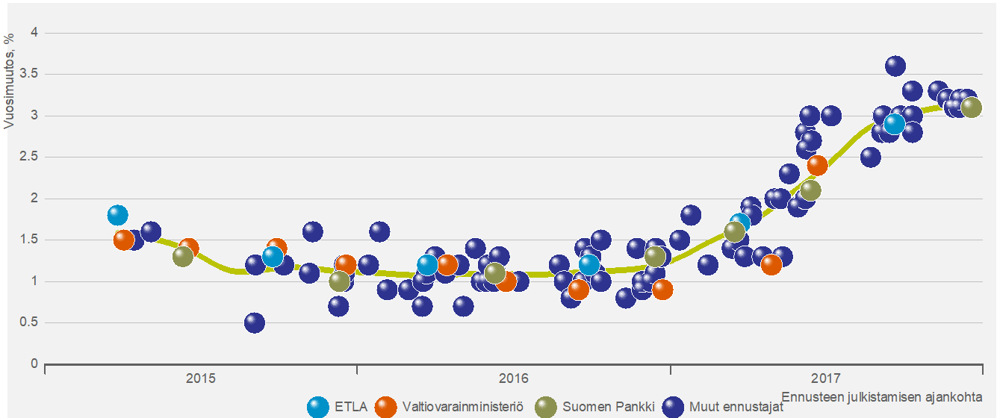 Vuosimuutos, %
4
3.5
3
2.5
2
1.5
1
0.5
0
2015 2016 2017
Ennusteen julkistamisen ajankohta
ETLA Valtiovarainministeriö Suomen Pankki Muut ennustajat